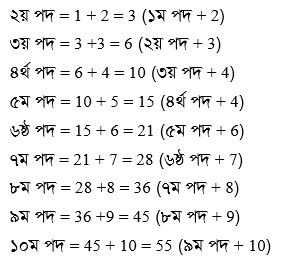 ২য় পদ = 1 + 2 = 3 (১ম পদ + 2)
৩য় পদ = 3 +3 = 6 (২য় পদ + 3)
৪র্থ পদ = 6 + 4 = 10 (৩য় পদ + 4)
৫ম পদ = 10 + 5 = 15 (৪র্থ পদ + 4)
৬ষ্ঠ পদ = 15 + 6 = 21 (৫ম পদ + 6)
৭ম পদ = 21 + 7 = 28 (৬ষ্ঠ পদ + 7)
৮ম পদ = 28 +8 = 36 (৭ম পদ + 8)
৯ম পদ = 36 +9 = 45 (৮ম পদ + 9)
১০ম পদ = 45 + 10 = 55 (৯ম পদ + 10)